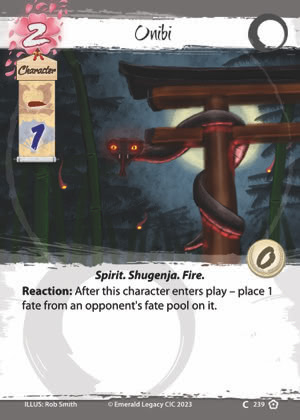 Onibi
2
Character
1
0
Spirit. Shugenja. Fire.
Reaction: After this character enters play – place 1
fate from an opponent's fate pool on it.
ILLUS: Rob Smith
© Emerald Legacy CIC 2023
C 239